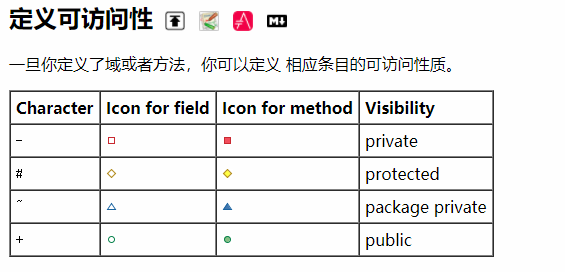 定义可访问性
一旦你定义了域或者方法，你可以定义 相应条目的可访问性质。
Character Icon for field Icon for method Visibility
- private
# protected
~ package private
+ public